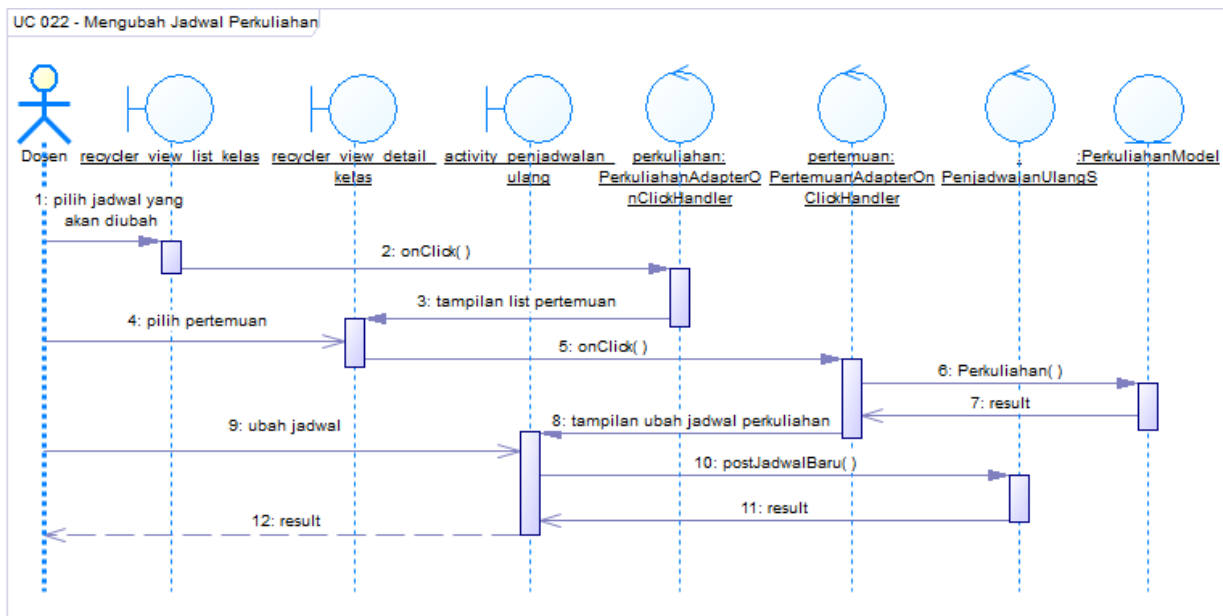 UC 022 - Mengubah Jadwal Perkuliahan
Dosen
recycler_view_list_kelas
recycler_view_detail_
kelas
activity_penjadwalan_
ulang
perkuliahan:
PerkuliahanAdapterO
nClickHandler
pertemuan:
PertemuanAdapterOn
ClickHandler
:
PenjadwalanUlangS
:PerkuliahanModel
1: pilih jadwal yang
akan diubah
2: onClick( )
3: tampilan list pertemuan
4: pilih pertemuan
5: onClick( )
6: Perkuliahan( )
7: result
8: tampilan ubah jadwal perkuliahan
9: ubah jadwal
10: postJadwalBaru( )
11: result
12: result